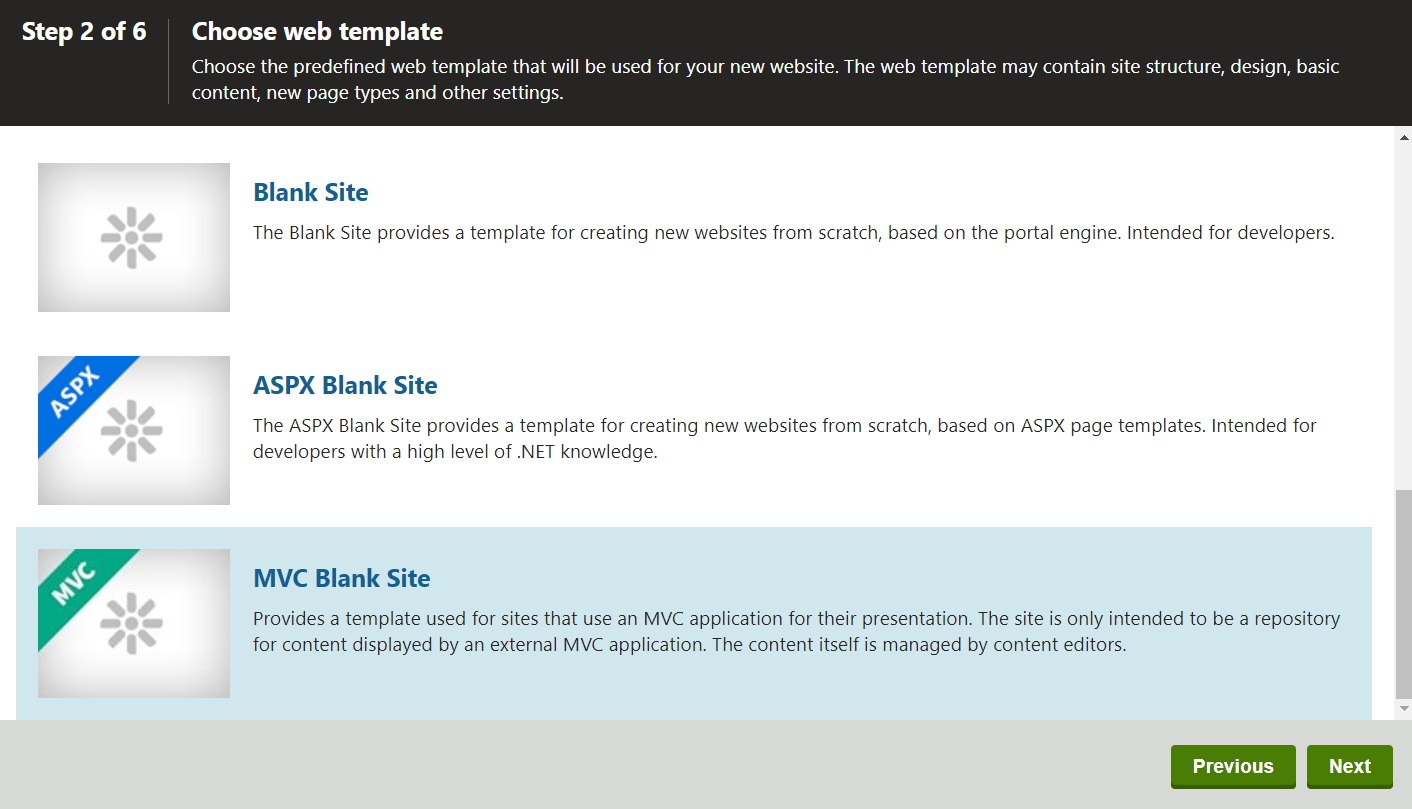 Step 2 of 6
Choose web template
Choose the predefined web template that will be used for your new website. The web template may contain site structure, design, basic
content, new page types and other settings.
Blank Site
The Blank Site provides a template for creating new websites from scratch, based on the portal engine. Intended for developers.
ASPX
ASPX Blank Site
The ASPX Blank Site provides a template for creating new websites from scratch, based on ASPX page templates. Intended for
developers with a high level of .NET knowledge.
MVC
MVC Blank Site
Provides a template used for sites that use an MVC application for their presentation. The site is only intended to be a repository
for content displayed by an external MVC application. The content itself is managed by content editors.
Previous
Next